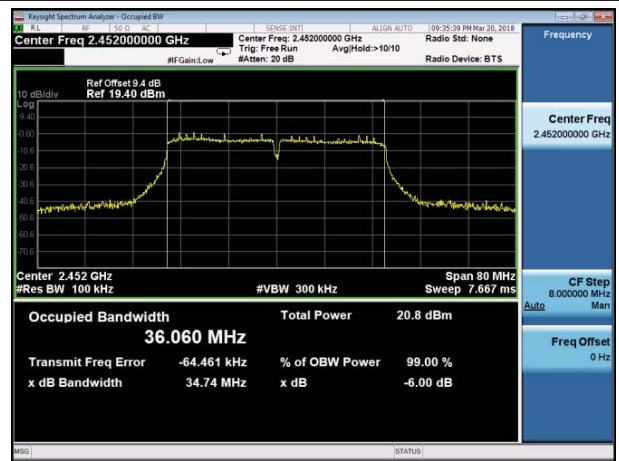 Keysight Spectrum Analyzer - Occupied BW
RL RF 50 Ω AC SENSE:INT ALIGN AUTO 09:35:39 PM Mar 20, 2018
Center Freq 2.452000000 GHz
Center Freq: 2.452000000 GHz
Radio Std: None
Trig: Free Run Avg|Hold:>10/10
#IFGain:Low #Atten: 20 dB Radio Device: BTS
Frequency
Ref Offset 9.4 dB
10 dB/div Ref 19.40 dBm
Log
9.40
-0.60
-10.6
-20.6
-30.6
-40.6
-50.6
-60.6
-70.6
Center 2.452 GHz Span 80 MHz
#Res BW 100 kHz #VBW 300 kHz Sweep 7.667 ms
Center Freq
2.452000000 GHz
CF Step
8.000000 MHz
Auto Man
Freq Offset
0 Hz
Occupied Bandwidth Total Power 20.8 dBm
36.060 MHz
Transmit Freq Error -64.461 kHz % of OBW Power 99.00 %
x dB Bandwidth 34.74 MHz x dB -6.00 dB
MSG STATUS